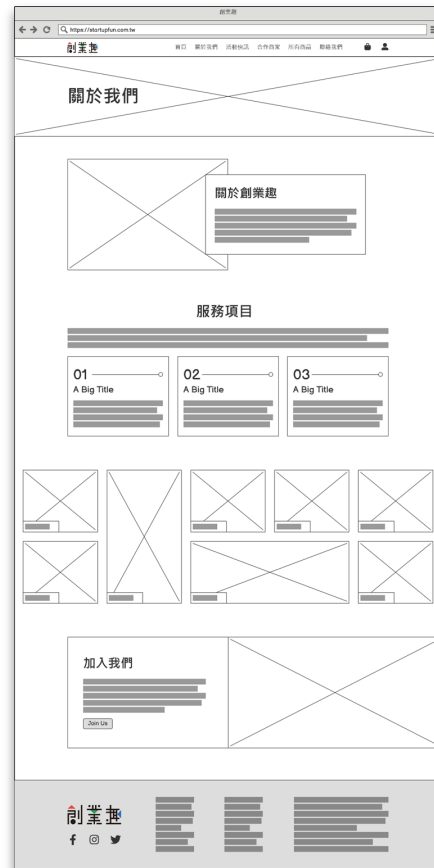 創業趣
https://startupfun.com.tw
創業趣
首頁 關於我們 活動快訊 合作商家 所有商品 聯絡我們
關於我們
關於創業趣
服務項目
01
A Big Title
02
A Big Title
03
A Big Title
加入我們
Join Us
創業趣